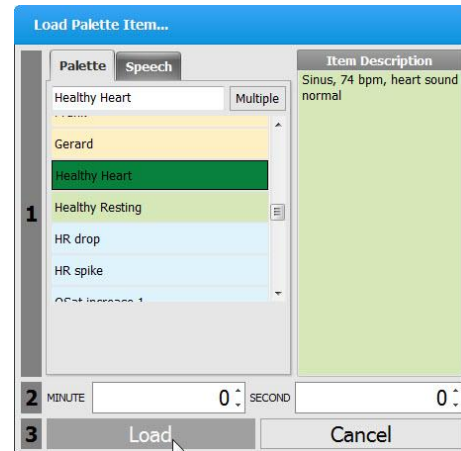 Load Palette Item...
Palette Speech
Item Description
Sinus, 74 bpm, heart sound
normal
Healthy Heart Multiple
Gerard
Healthy Heart
Healthy Resting
HR drop
HR spike
1
2 MINUTE 0 SECOND 0
3 Load Cancel